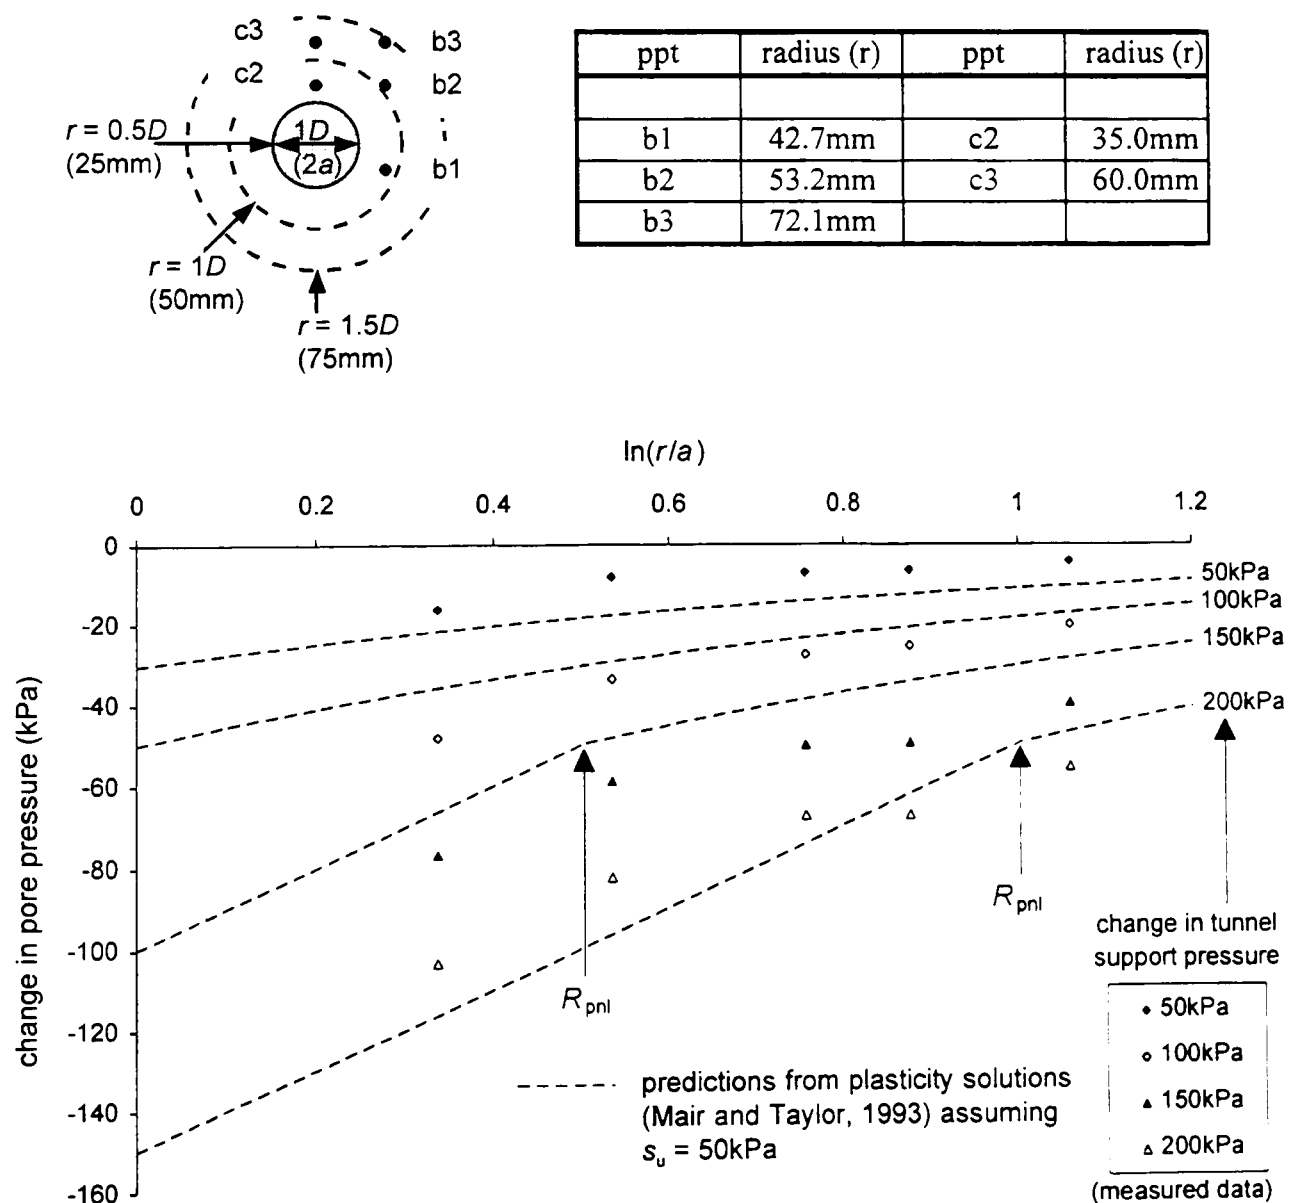 c3
b3
c2
b2
r = 0.5D
(25mm)
1D
(2a)
b1
r = 1D
(50mm)
r = 1.5D
(75mm)
ppt radius (r) ppt radius (r)
b1 42.7mm c2 35.0mm
b2 53.2mm c3 60.0mm
b3 72.1mm
ln(r/a)
0 0.2 0.4 0.6 0.8 1 1.2
0
-20
-40
-60
-80
-100
-120
-140
-160
change in pore pressure (kPa)
50kPa
100kPa
150kPa
200kPa
Rpnl
Rpnl
change in tunnel
support pressure
50kPa
100kPa
150kPa
200kPa
(measured data)
predictions from plasticity solutions
(Mair and Taylor, 1993) assuming
su = 50kPa